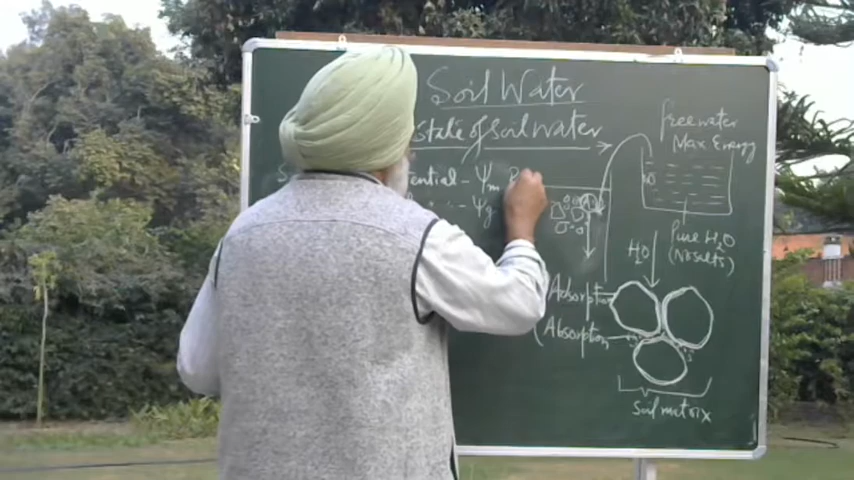 Soil Water
state of soil water
ential - Ψm
.... - Ψg
free water
Max Energy
H2O
Pure H2O
(No salts)
Adsorption
Absorption
Soil matrix